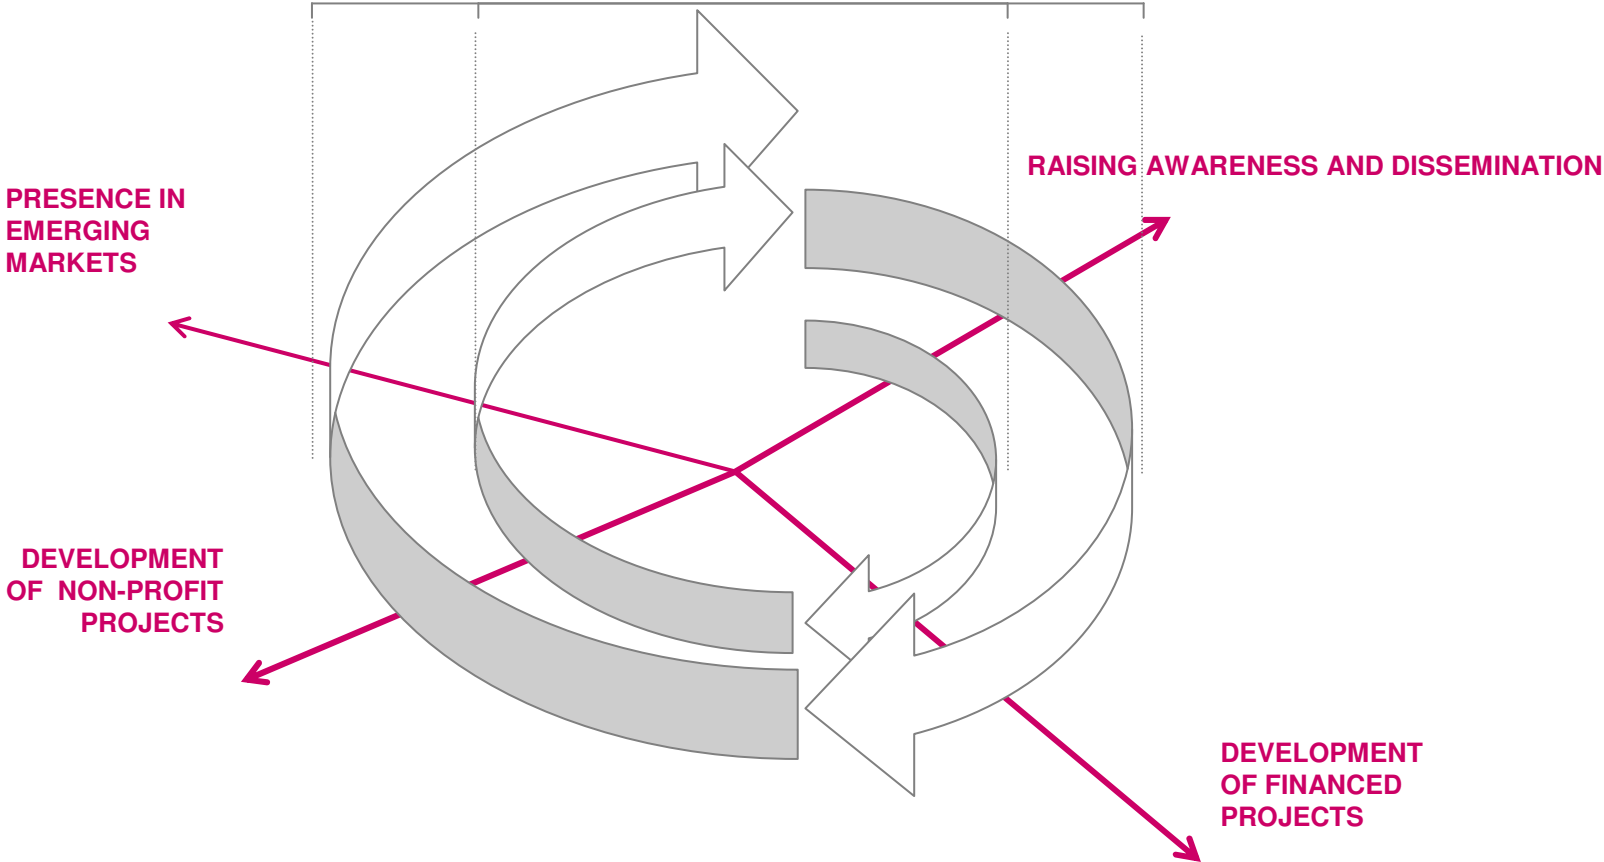 RAISING AWARENESS AND DISSEMINATION
PRESENCE IN
EMERGING
MARKETS
DEVELOPMENT
OF NON-PROFIT
PROJECTS
DEVELOPMENT
OF FINANCED
PROJECTS